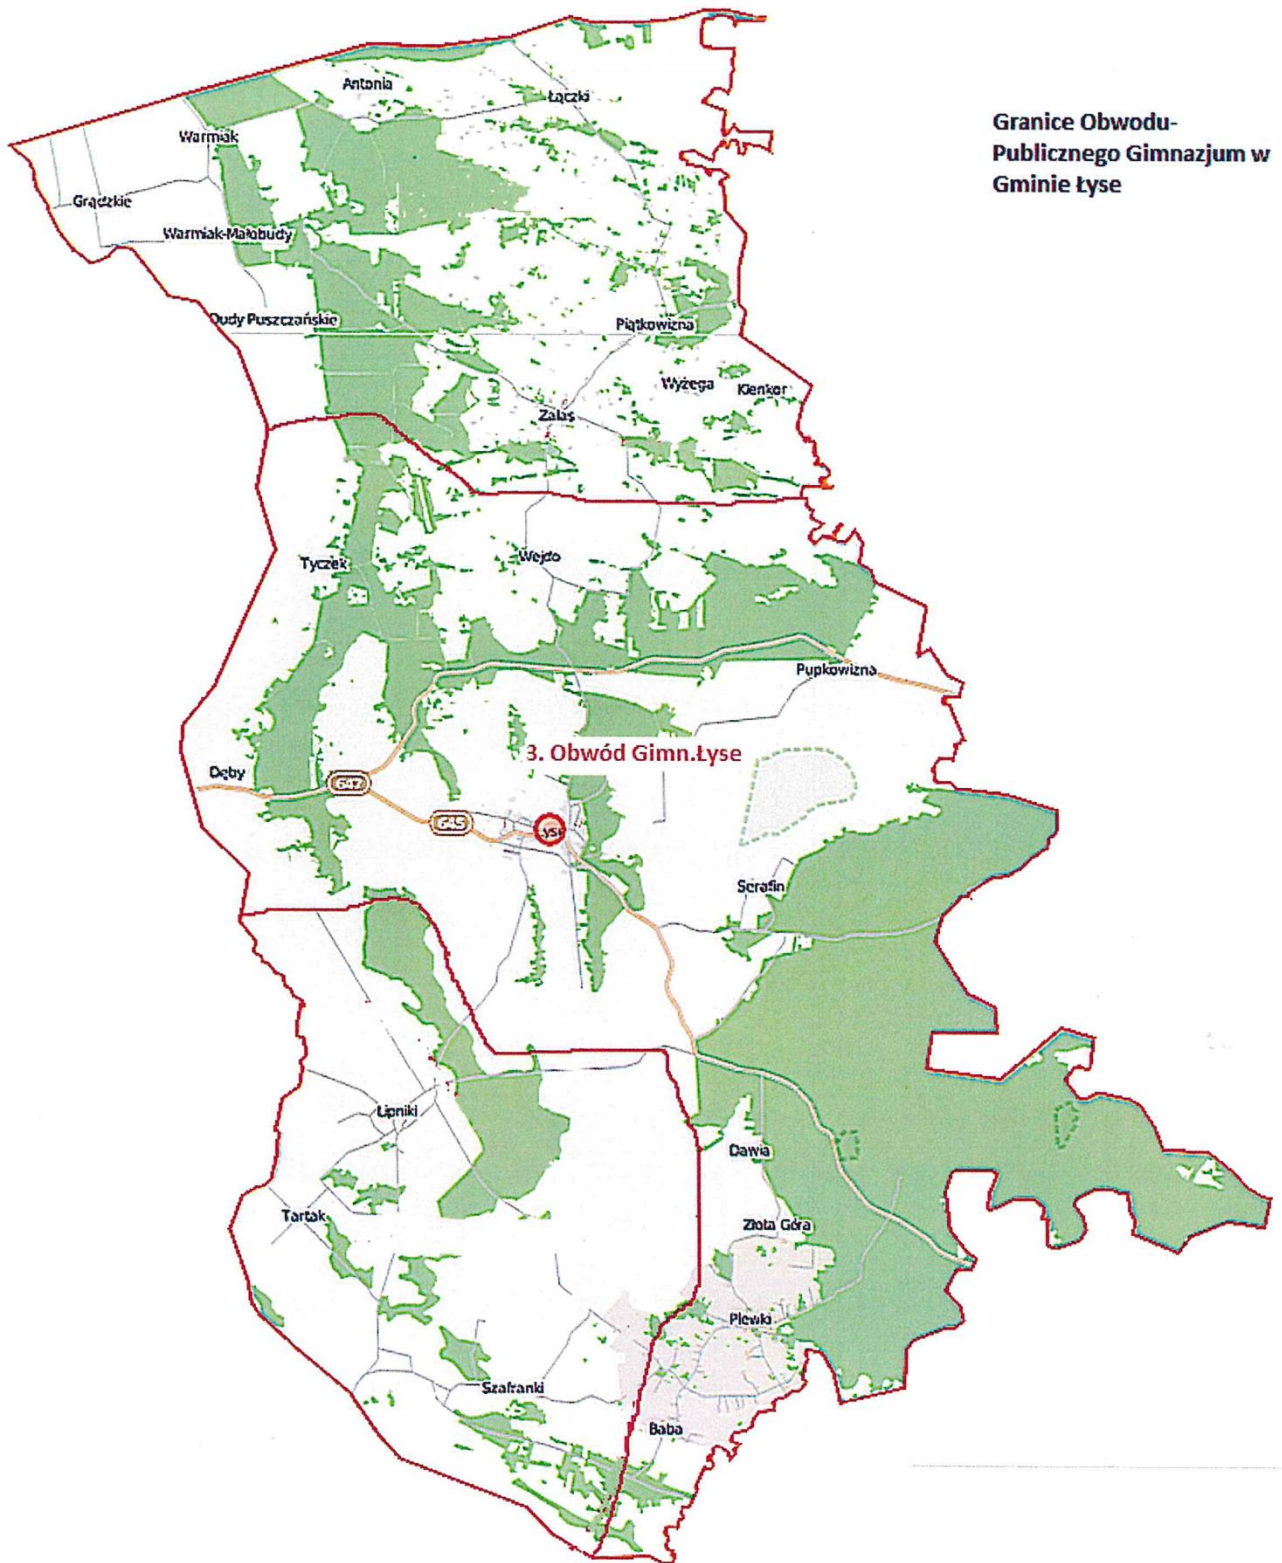 Granice Obwodu-
Publicznego Gimnazjum w
Gminie Łyse
Antonia
Łączki
Warmiak
Grądzkie
Warmiak-Małobudy
Dudy Puszczańskie
Piątkowizna
Wyżega
Klenkor
Zalas
Tyczek
Wejdo
Pupkowizna
3. Obwód Gimn.Łyse
Dęby
647
645
Łyse
Serafin
Lipniki
Dawia
Tartak
Złota Góra
Plewki
Szafranki
Baba